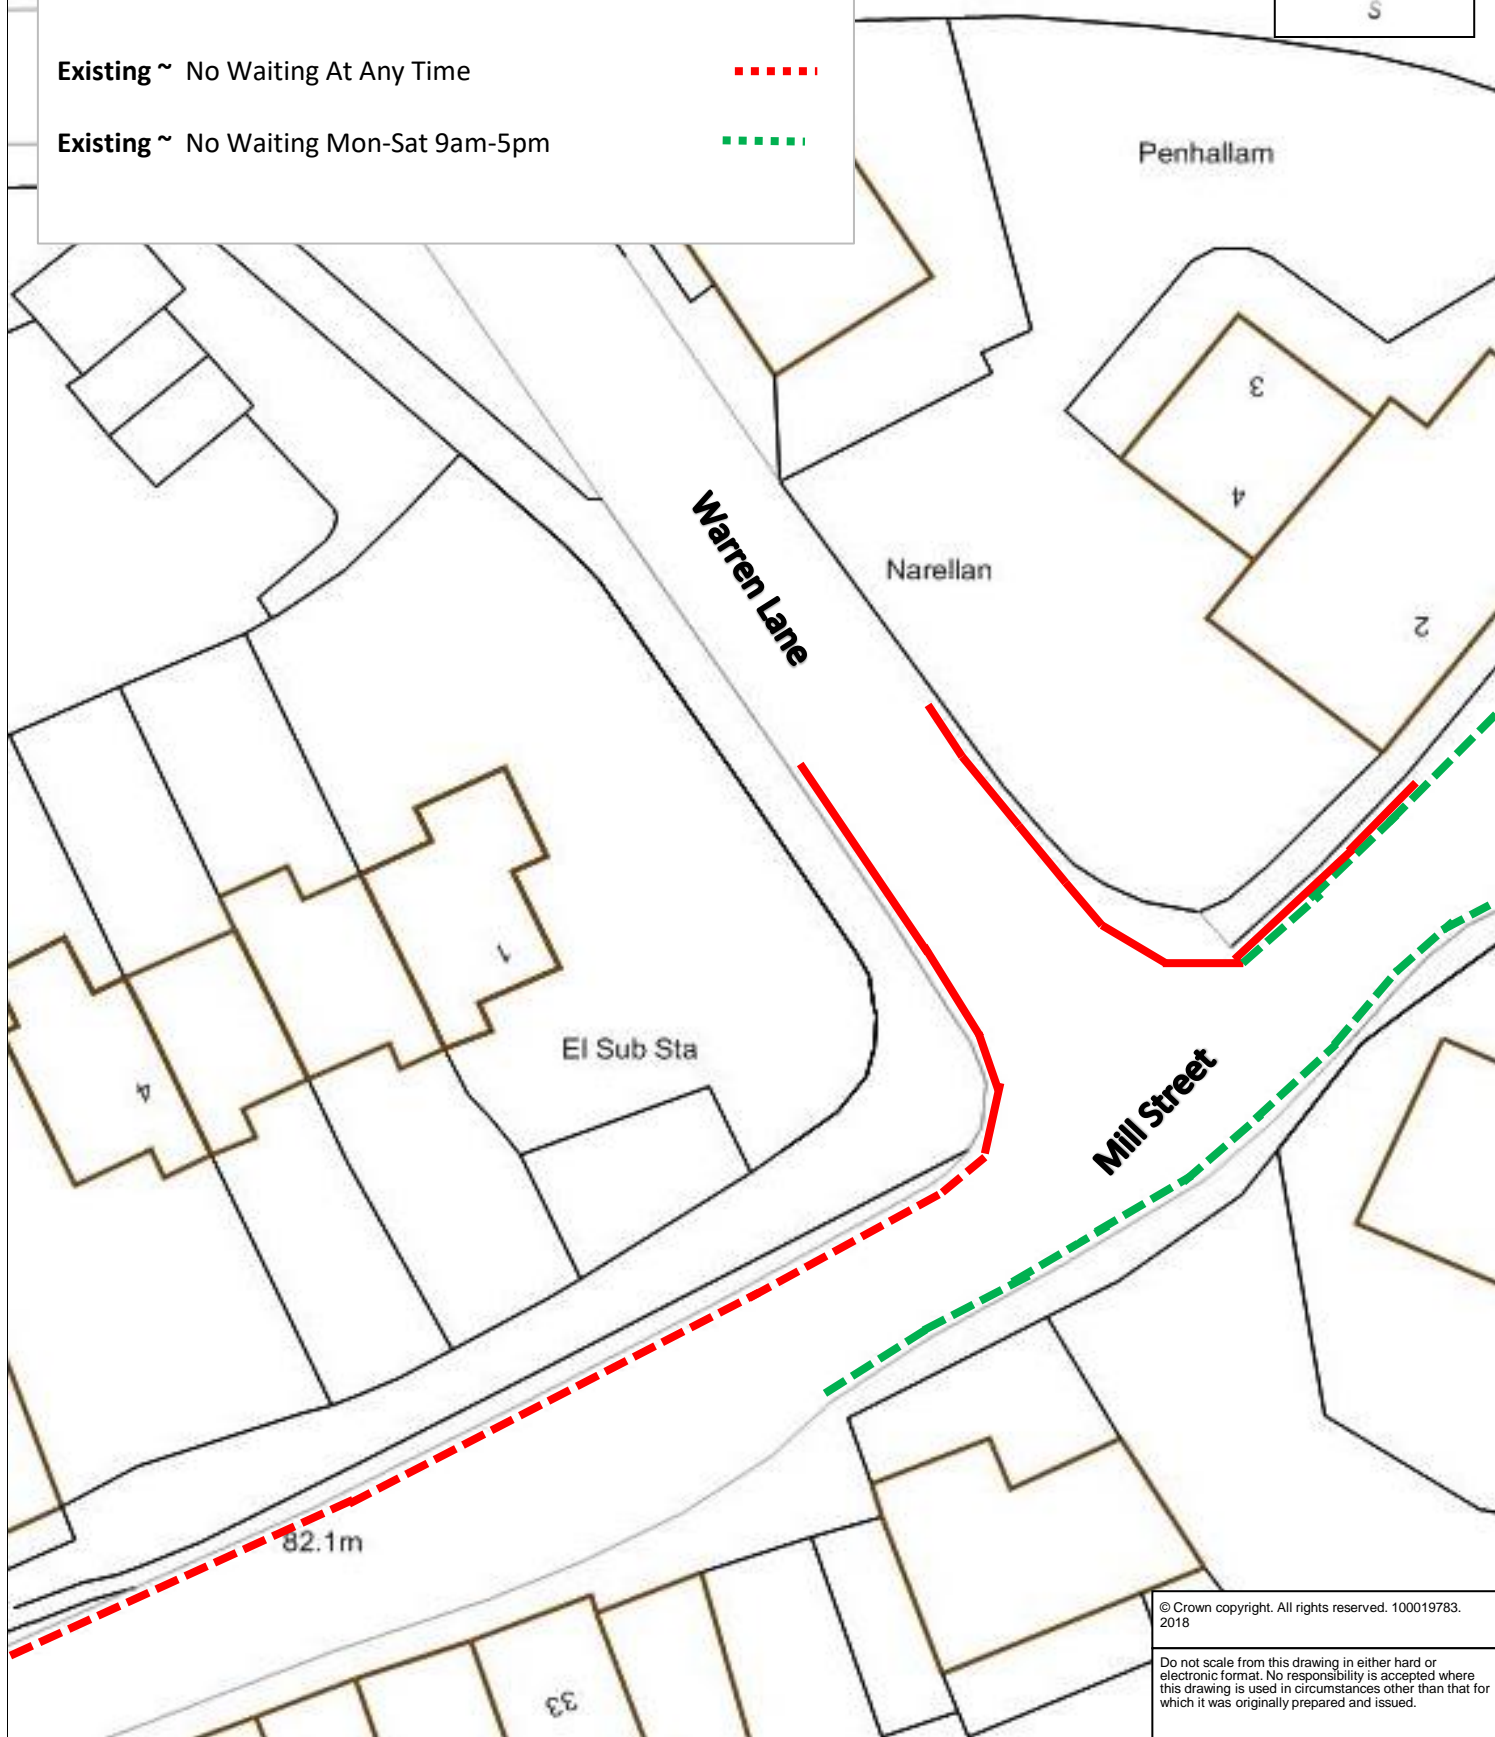 S
Existing ~ No Waiting At Any Time
Existing ~ No Waiting Mon-Sat 9am-5pm
Penhallam
3
4
Warren Lane
Narellan
2
1
El Sub Sta
4
Mill Street
82.1m
33
© Crown copyright. All rights reserved. 100019783.
2018
Do not scale from this drawing in either hard or
electronic format. No responsibility is accepted where
this drawing is used in circumstances other than that for
which it was originally prepared and issued.